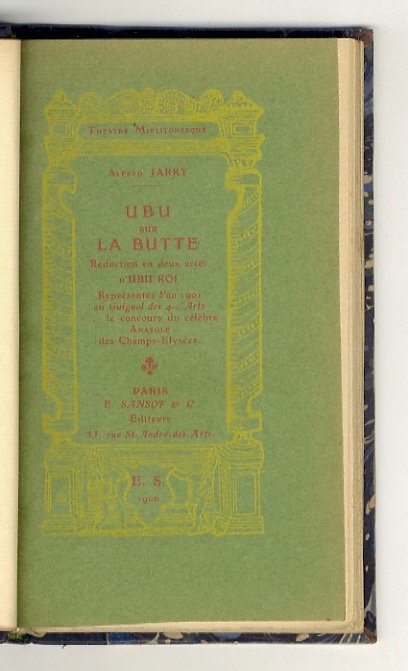 THÉATRE MIRLITONESQUE
ALFRED JARRY
UBU
SUR
LA BUTTE
Réduction en deux actes
D'UBU ROI
Représentée l'an 1901
au Guignol des 4-z'Arts
le concours du célèbre
ANATOLE
des Champs-Elysées.
PARIS
E. SANSOT et Cie
Éditeurs
53, rue St-André-des-Arts.
E. S.
1906